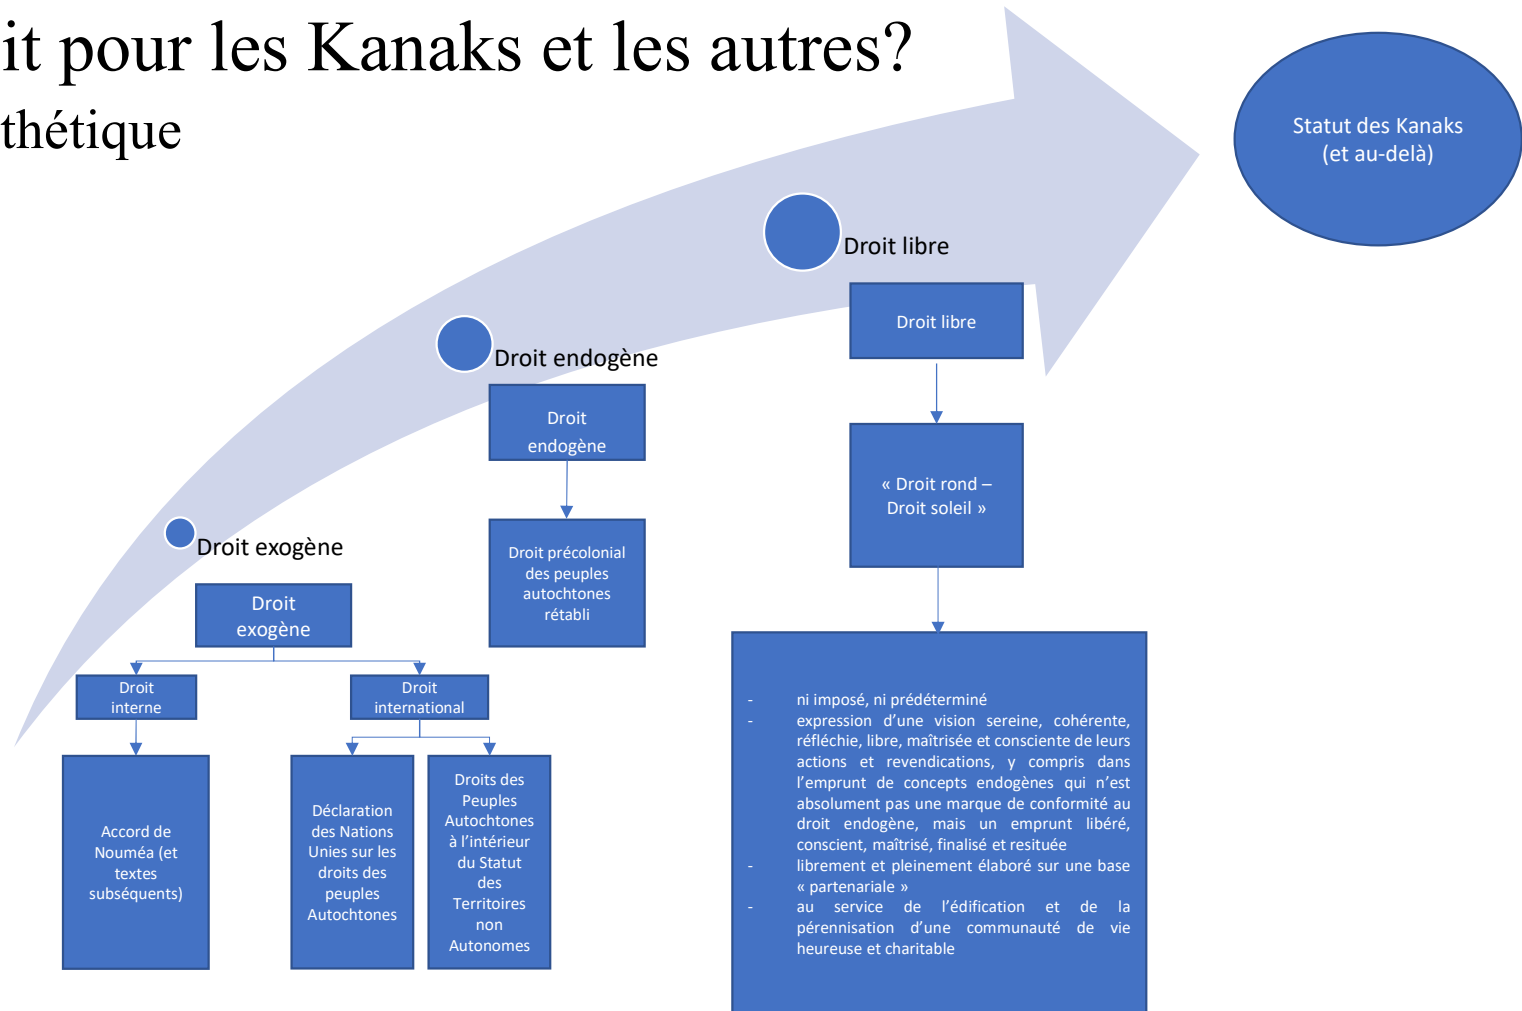 it pour les Kanaks et les autres?
thétique
Statut des Kanaks
(et au-delà)
Droit libre
Droit libre
« Droit rond –
Droit soleil »
- ni imposé, ni prédéterminé
- expression d’une vision sereine, cohérente,
réfléchie, libre, maîtrisée et consciente de leurs
actions et revendications, y compris dans
l’emprunt de concepts endogènes qui n’est
absolument pas une marque de conformité au
droit endogène, mais un emprunt libéré,
conscient, maîtrisé, finalisé et resituée
- librement et pleinement élaboré sur une base
« partenariale »
- au service de l’édification et de la
pérennisation d’une communauté de vie
heureuse et charitable
Droit endogène
Droit
endogène
Droit précolonial
des peuples
autochtones
rétabli
Droit exogène
Droit
exogène
Droit
interne
Accord de
Nouméa (et
textes
subséquents)
Droit
international
Déclaration
des Nations
Unies sur les
droits des
peuples
Autochtones
Droits des
Peuples
Autochtones
à l’intérieur
du Statut
des
Territoires
non
Autonomes